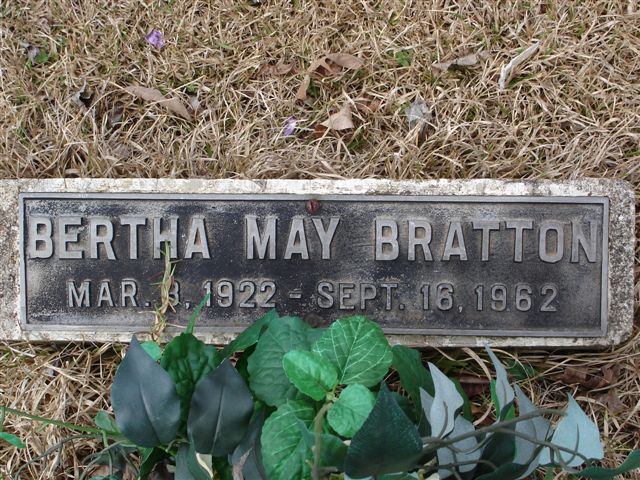 BERTHA MAY BRATTON
MAR. 3, 1922 - SEPT. 16, 1962